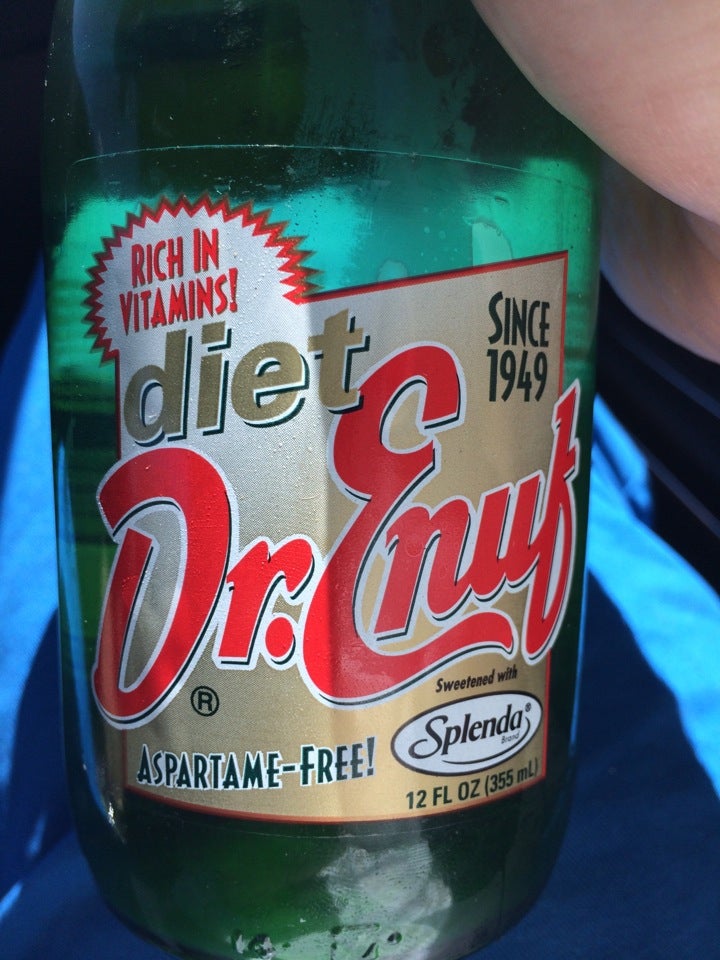 RICH IN
VITAMINS!
SINCE
1949
diet
Dr. Enuf
®
Sweetened with
Splenda®
Brand
ASPARTAME-FREE!
12 FL OZ (355 mL)